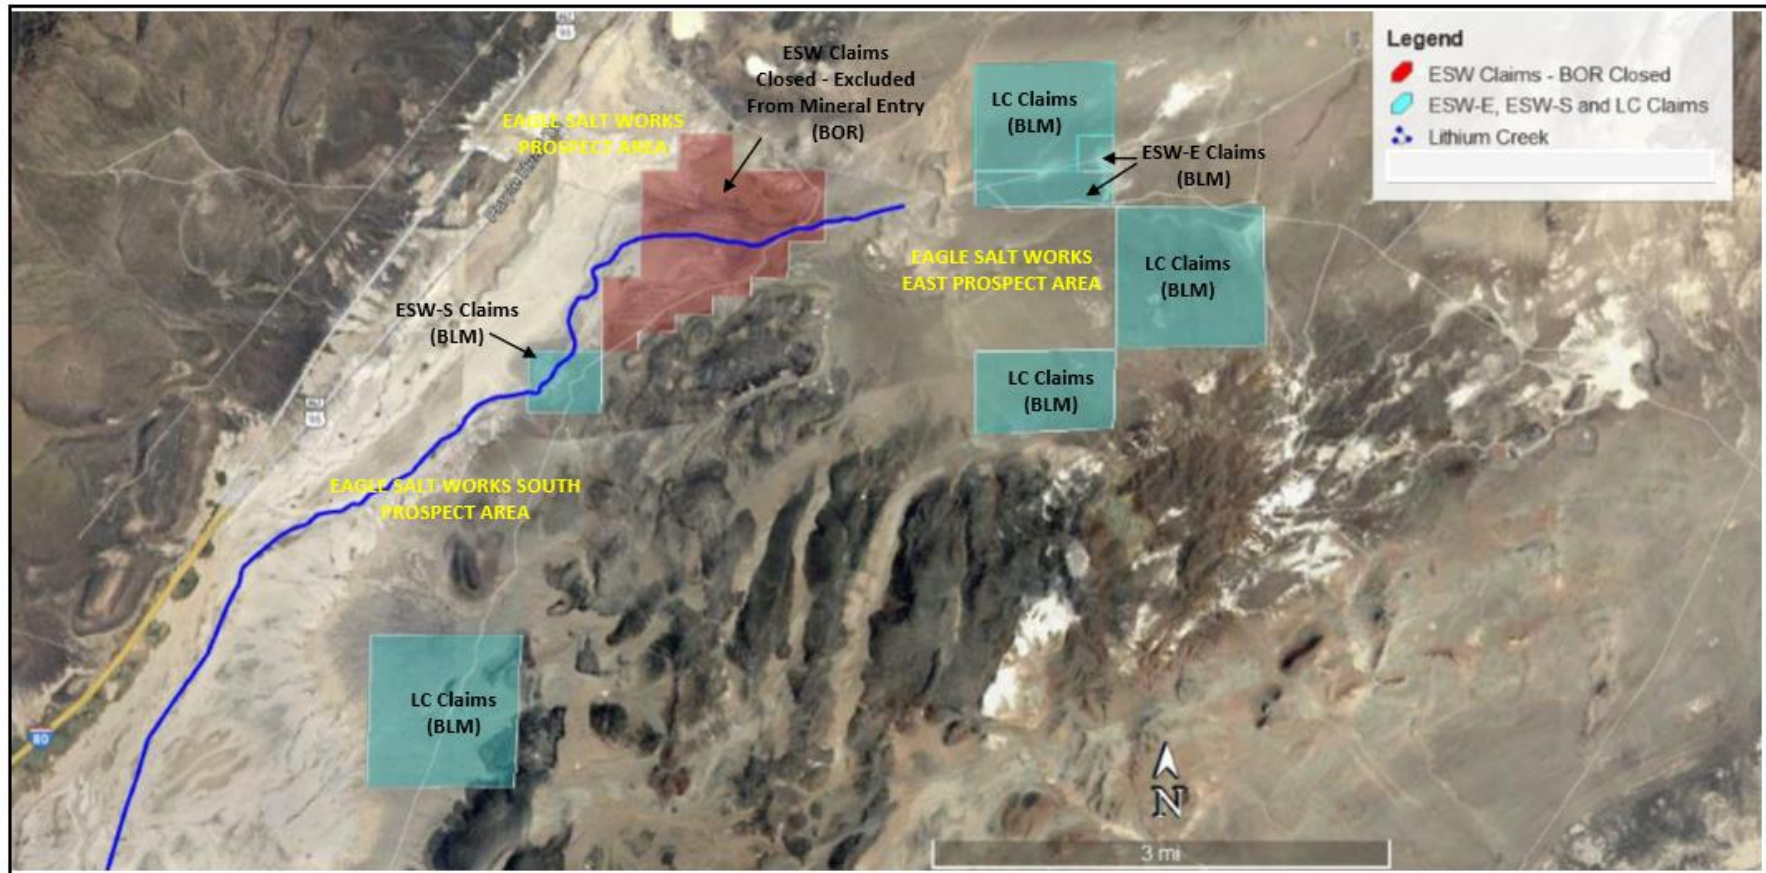 95
ESW Claims
Closed - Excluded
From Mineral Entry
(BOR)
EAGLE SALT WORKS
PROSPECT AREA
LC Claims
(BLM)
ESW-E Claims
(BLM)
Legend
ESW Claims - BOR Closed
ESW-E, ESW-S and LC Claims
Lithium Creek
EAGLE SALT WORKS
EAST PROSPECT AREA
LC Claims
(BLM)
ESW-S Claims
(BLM)
95
LC Claims
(BLM)
EAGLE SALT WORKS SOUTH
PROSPECT AREA
LC Claims
(BLM)
80
N
3 mi